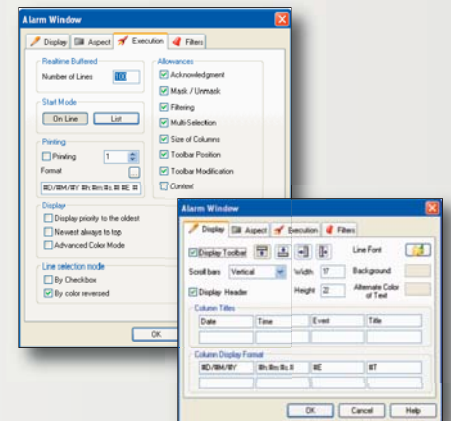 Alarm Window
Display Aspect Execution Filters
Realtime Buffered
Number of Lines 100
Start Mode
On Line List
Printing
Printing 1
Format
Display
Display priority to the oldest
Newest always to top
Advanced Color Mode
Line selection mode
By Checkbox
By color reversed
Allowances
Acknowledgment
Mask / Unmask
Filtering
Multi-Selection
Size of Columns
Toolbar Position
Toolbar Modification
Context
OK
Alarm Window
Display Aspect Execution Filters
Display Toolbar Line Font
Scroll bars Vertical Width 17 Background
Display Header Height 22 Alternate Color
of Text
Column Titles
Date Time Event Title
Column Display Format
#D/#M/#Y #E #T
OK Cancel Help